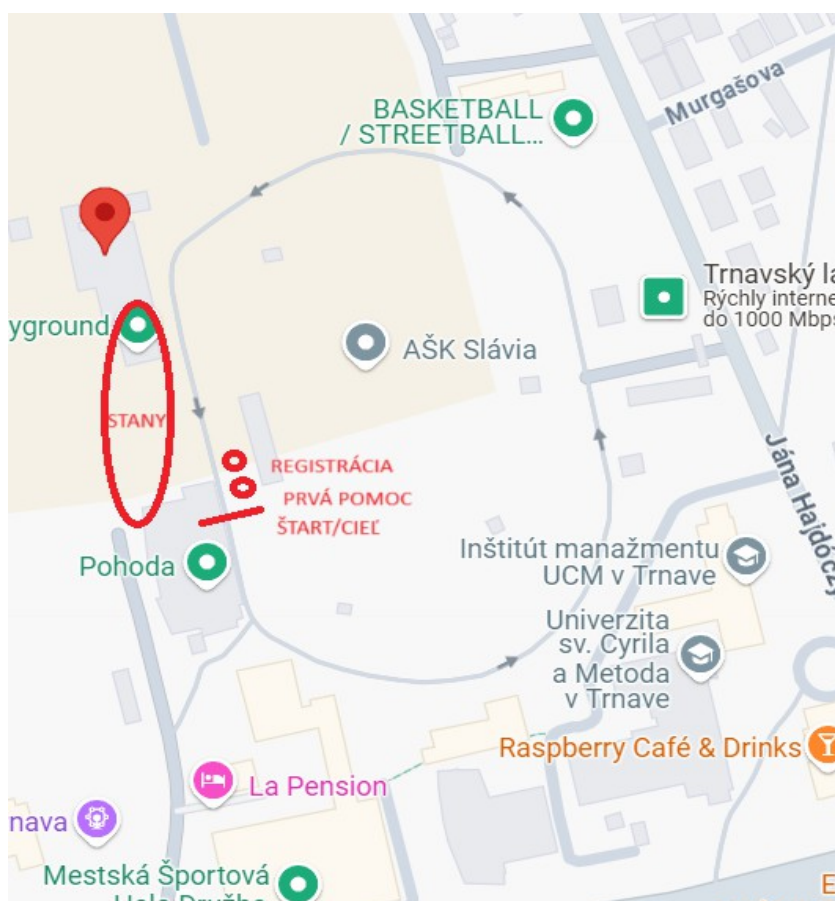 BASKETBALL
/ STREETBALL...
Murgašova
Trnavský la
Rýchly interne
do 1000 Mbps
yground
AŠK Slávia
STANY
REGISTRÁCIA
PRVÁ POMOC
ŠTART/CIEĽ
Jána Hajdóczy
Pohoda
Inštitút manažmentu
UCM v Trnave
Univerzita
sv. Cyrila
a Metoda
v Trnave
Raspberry Café & Drinks
La Pension
nava
Mestská Športová
Hala Družba
E